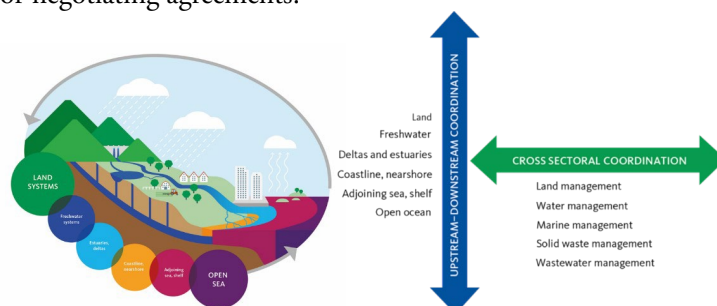 or negotiating agreements.
LAND
SYSTEMS
Freshwater
systems
Estuaries,
delta
Coastline,
nearshore
Adjoining
sea, shelf
OPEN
SEA
Land
Freshwater
Deltas and estuaries
Coastline, nearshore
Adjoining sea, shelf
Open ocean
UPSTREAM–DOWNSTREAM COORDINATION
CROSS SECTORAL COORDINATION
Land management
Water management
Marine management
Solid waste management
Wastewater management